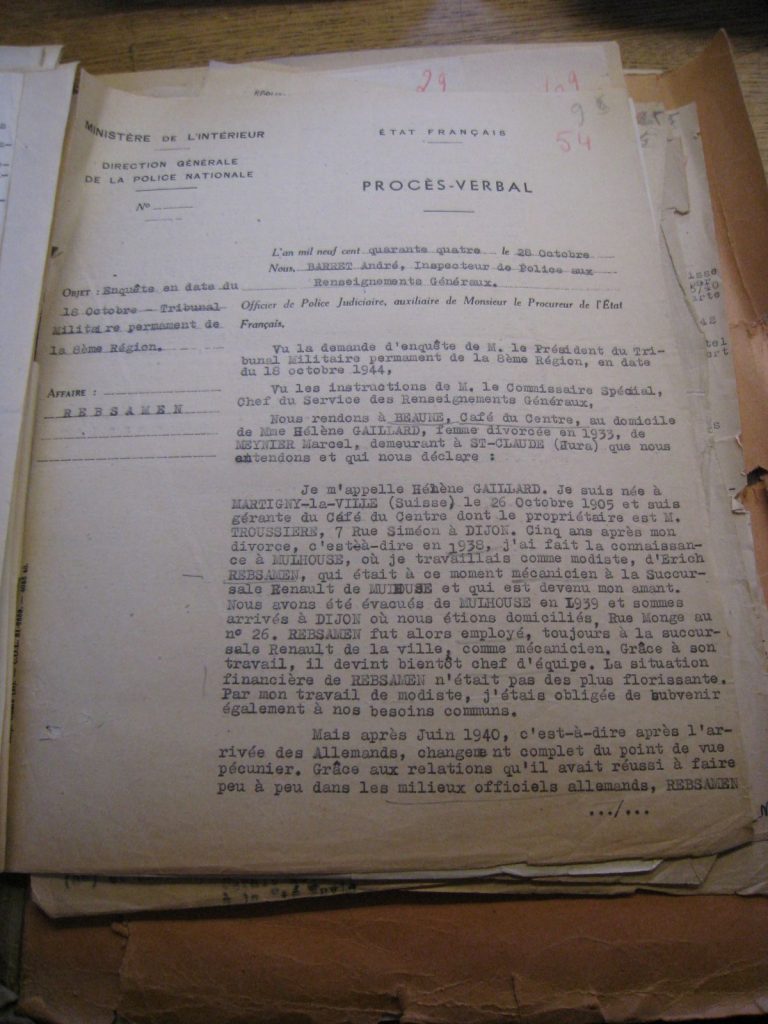 29
109
98
54
MINISTÈRE DE L'INTÉRIEUR
DIRECTION GÉNÉRALE
DE LA POLICE NATIONALE
No
ÉTAT FRANÇAIS
PROCÈS-VERBAL
L'an mil neuf cent quarante quatre le 28 Octobre
Nous, BARRET André, Inspecteur de Police aux
Renseignements Généraux.
Officier de Police Judiciaire, auxiliaire de Monsieur le Procureur de l'État
Français,
OBJET : Enquête en date du
18 Octobre - Tribunal
Militaire permament de
la 8ème Région.
AFFAIRE :
REBSAMEN
Vu la demande d'enquête de M. le Président du Tri-
bunal Militaire permament de la 8ème Région, en date
du 18 octobre 1944,
Vu les instructions de M. le Commissaire Spécial,
Chef du Service des Renseignements Généraux,
Nous rendons à BEAUNE, Café du Centre, au domicile
de Mme Hélène GAILLARD, femme divorcée en 1933, de
MEYNIER Marcel, demeurant à ST-CLAUDE (Jura) que nous
entendons et qui nous déclare :
Je m'appelle Hélène GAILLARD. Je suis née à
MARTIGNY-la-VILLE (Suisse) le 26 Octobre 1905 et suis
gérante du Café du Centre dont le propriétaire est M.
TROUSSIERE, 7 Rue Siméon à DIJON. Cinq ans après mon
divorce, c'estèà-dire en 1938, j'ai fait la connaissan-
ce à MULHOUSE, où je travaillais comme modiste, d'Erich
REBSAMEN, qui était à ce moment mécanicien à la Succur-
sale Renault de MULHOUSE et qui est devenu mon amant.
Nous avons été évacués de MULHOUSE en 1939 et sommes
arrivés à DIJON où nous étions domiciliés, Rue Monge au
n° 26. REBSAMEN fut alors employé, toujours à la succur-
sale Renault de la ville, comme mécanicien. Grâce à son
travail, il devint bientôt chef d'équipe. La situation
financière de REBSAMEN n'était pas des plus florissante.
Par mon travail de modiste, j'étais obligée de subvenir
également à nos besoins communs.
Mais après Juin 1940, c'est-à-dire après l'ar-
rivée des Allemands, changement complet du point de vue
pécunier. Grâce aux relations qu'il avait réussi à faire
peu à peu dans les milieux officiels allemands, REBSAMEN
.../...